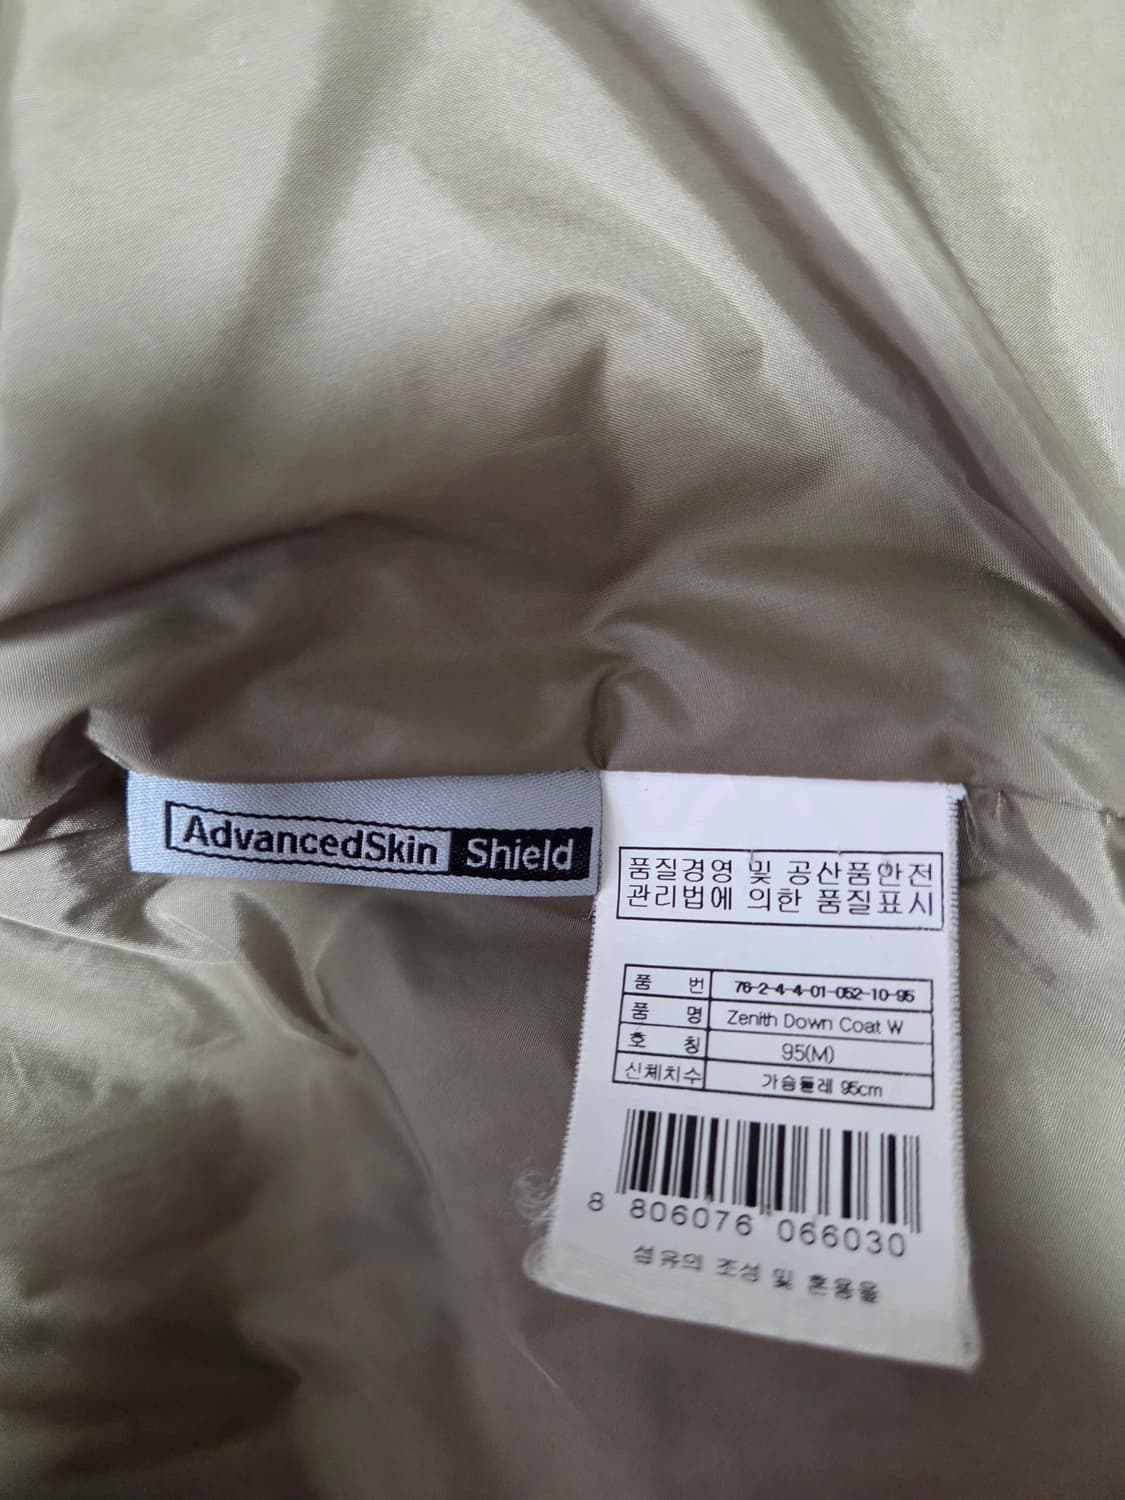 AdvancedSkin Shield
품질경영 및 공산품안전
관리법에 의한 품질표시
품 번 76-2-4-4-01-052-10-95
품 명 Zenith Down Coat W
호 칭 95(M)
신체치수 가슴둘레 95cm
8 806076 066030
섬유의 조성 및 혼용율